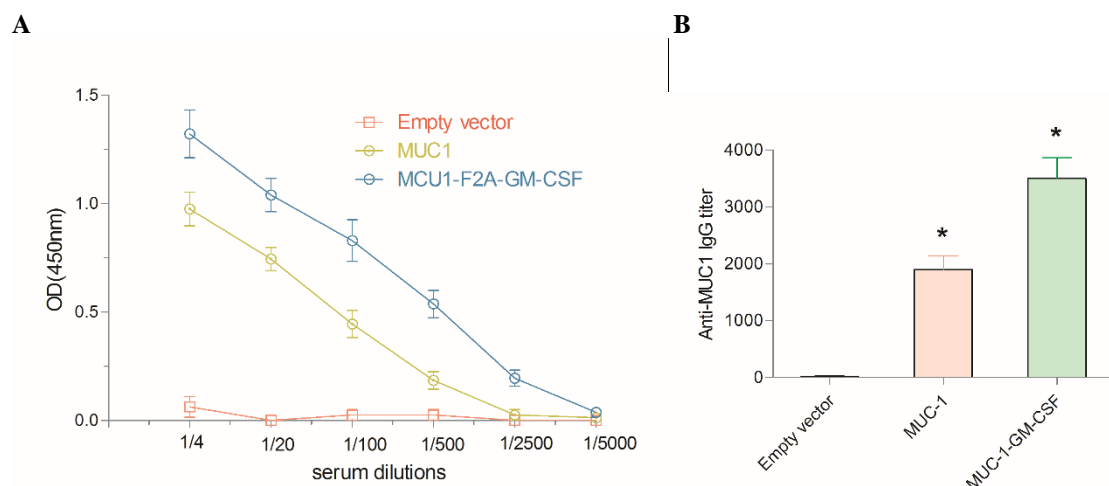 A
1.5
1.0
0.5
0.0
OD(450nm)
Empty vector
MUC1
MCU1-F2A-GM-CSF
1/4
1/20
1/100
1/500
1/2500
1/5000
serum dilutions
B
4000
3000
2000
1000
0
Anti-MUC1 IgG titer
*
*
Empty vector
MUC-1
MUC-1-GM-CSF